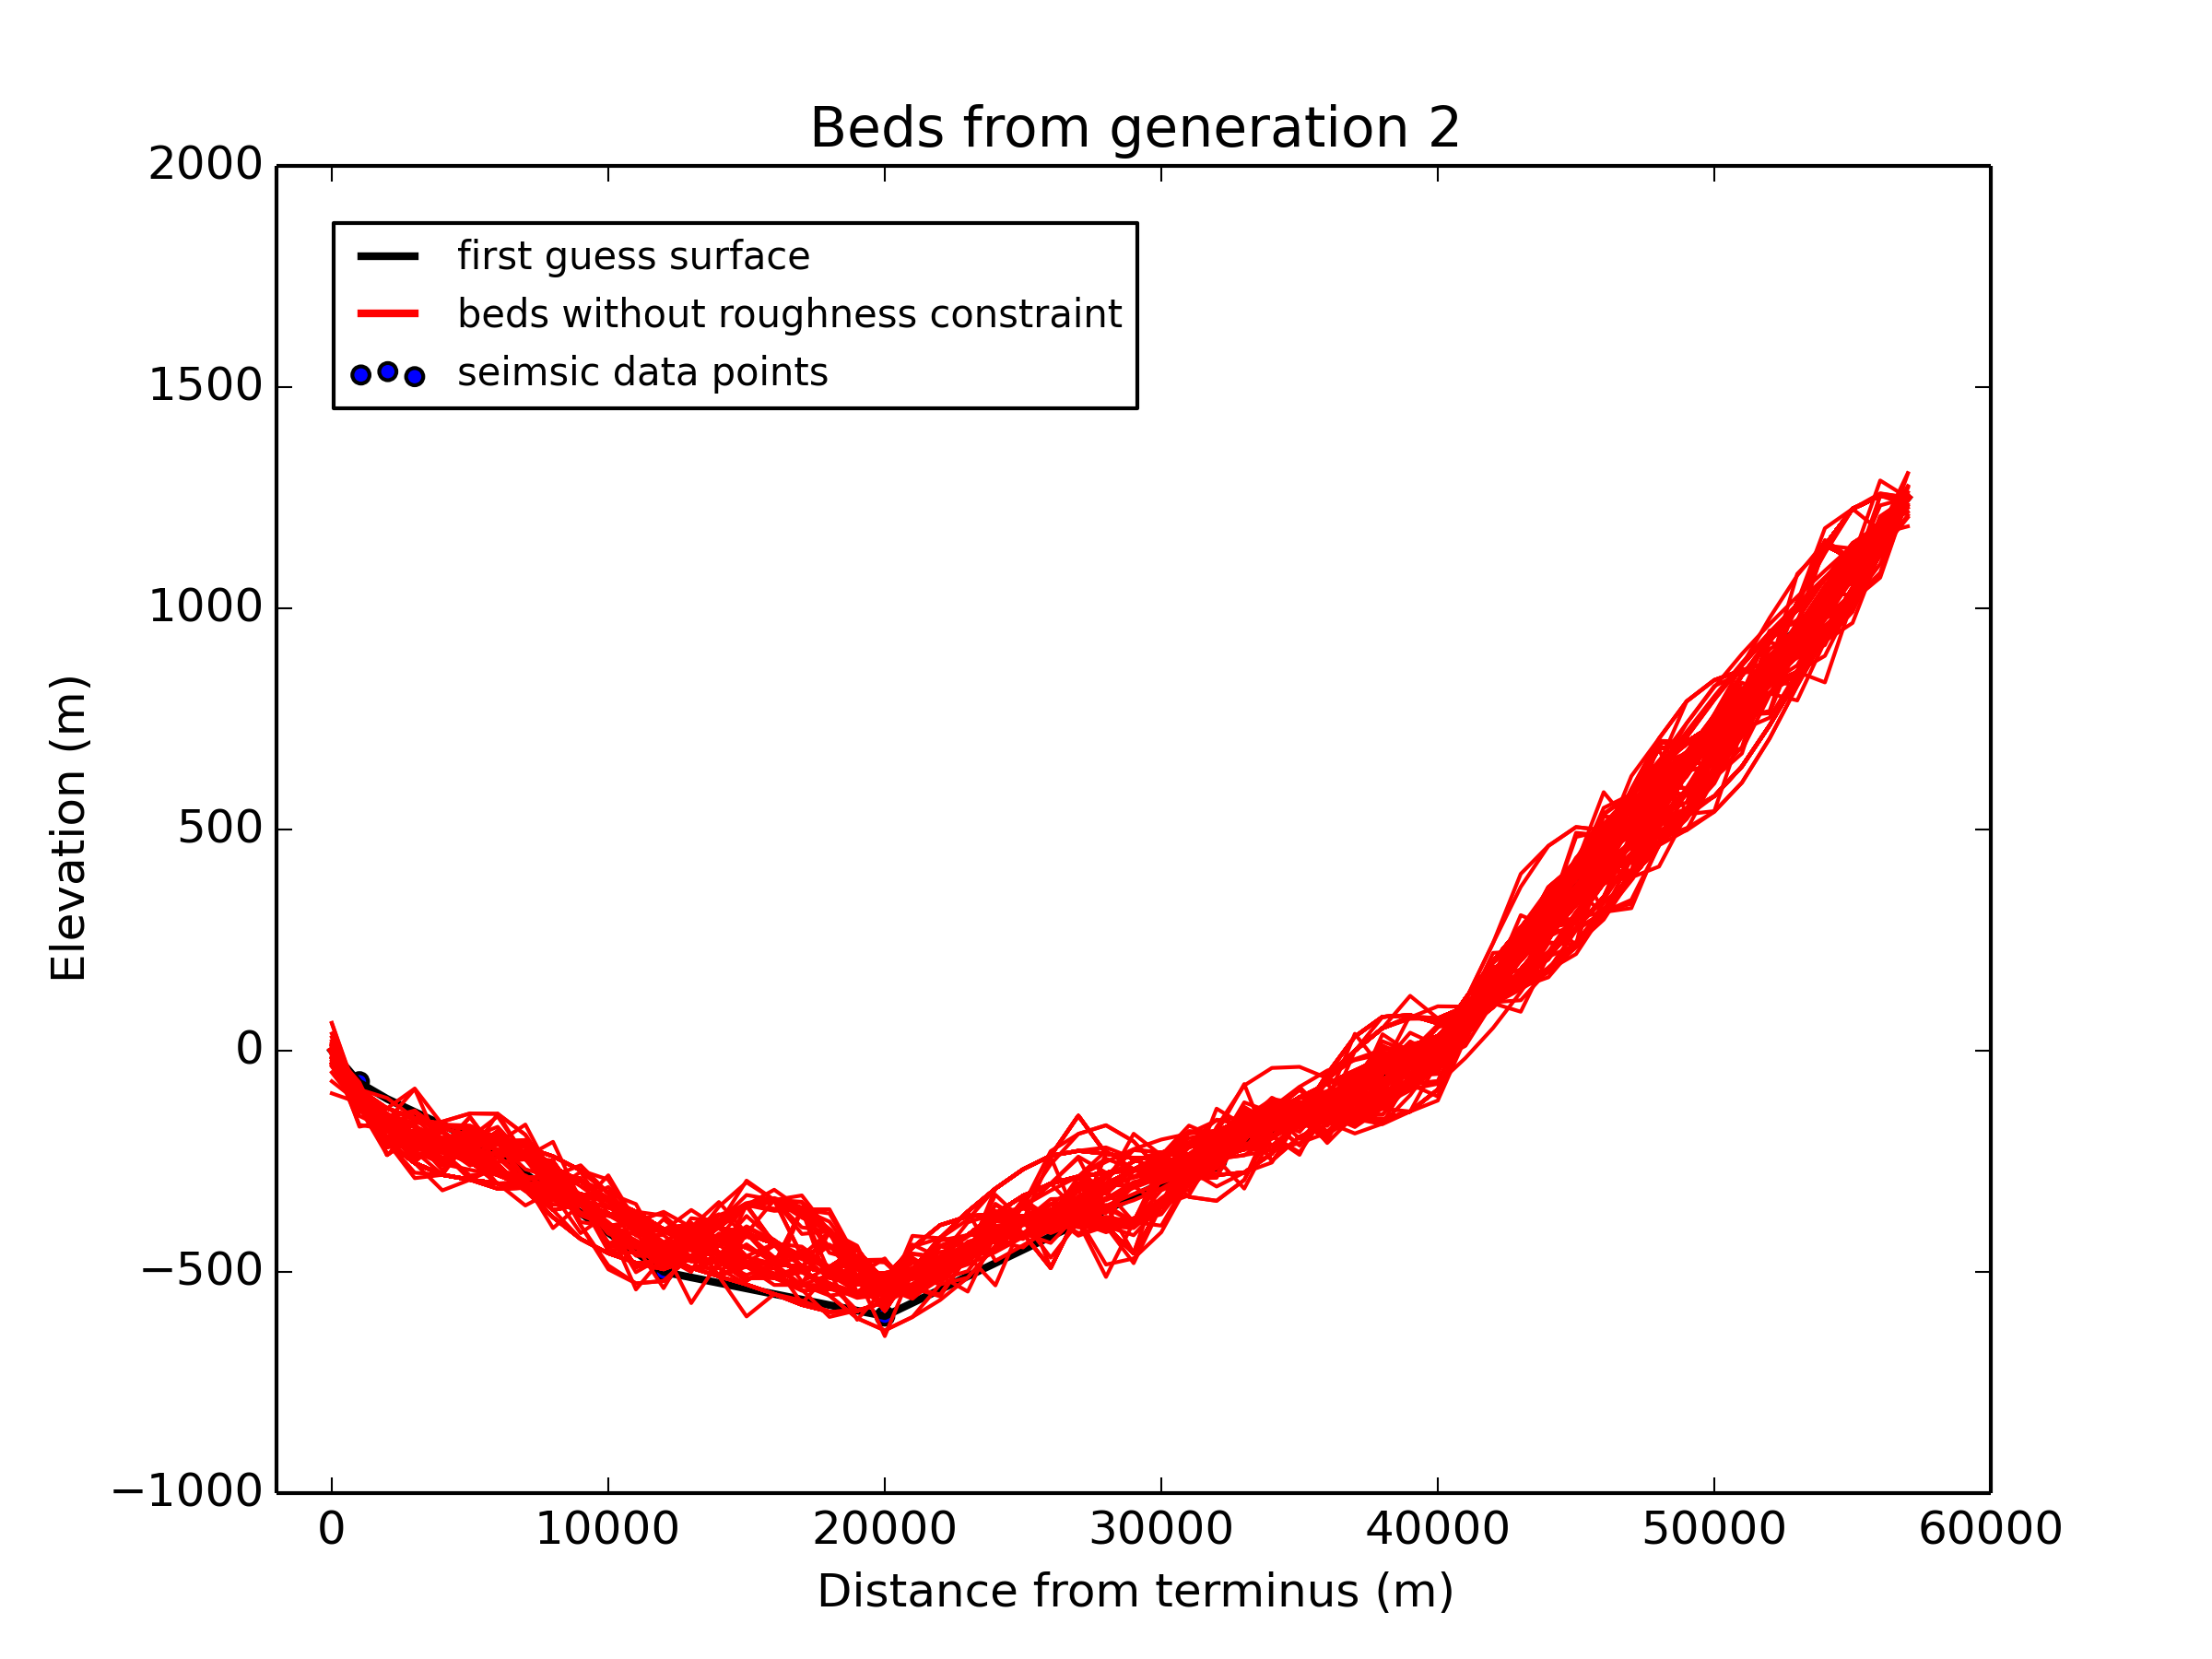 Beds from generation 2
2000
1500
1000
500
0
−500
−1000
first guess surface
beds without roughness constraint
seimsic data points
Elevation (m)
0 10000 20000 30000 40000 50000 60000
Distance from terminus (m)